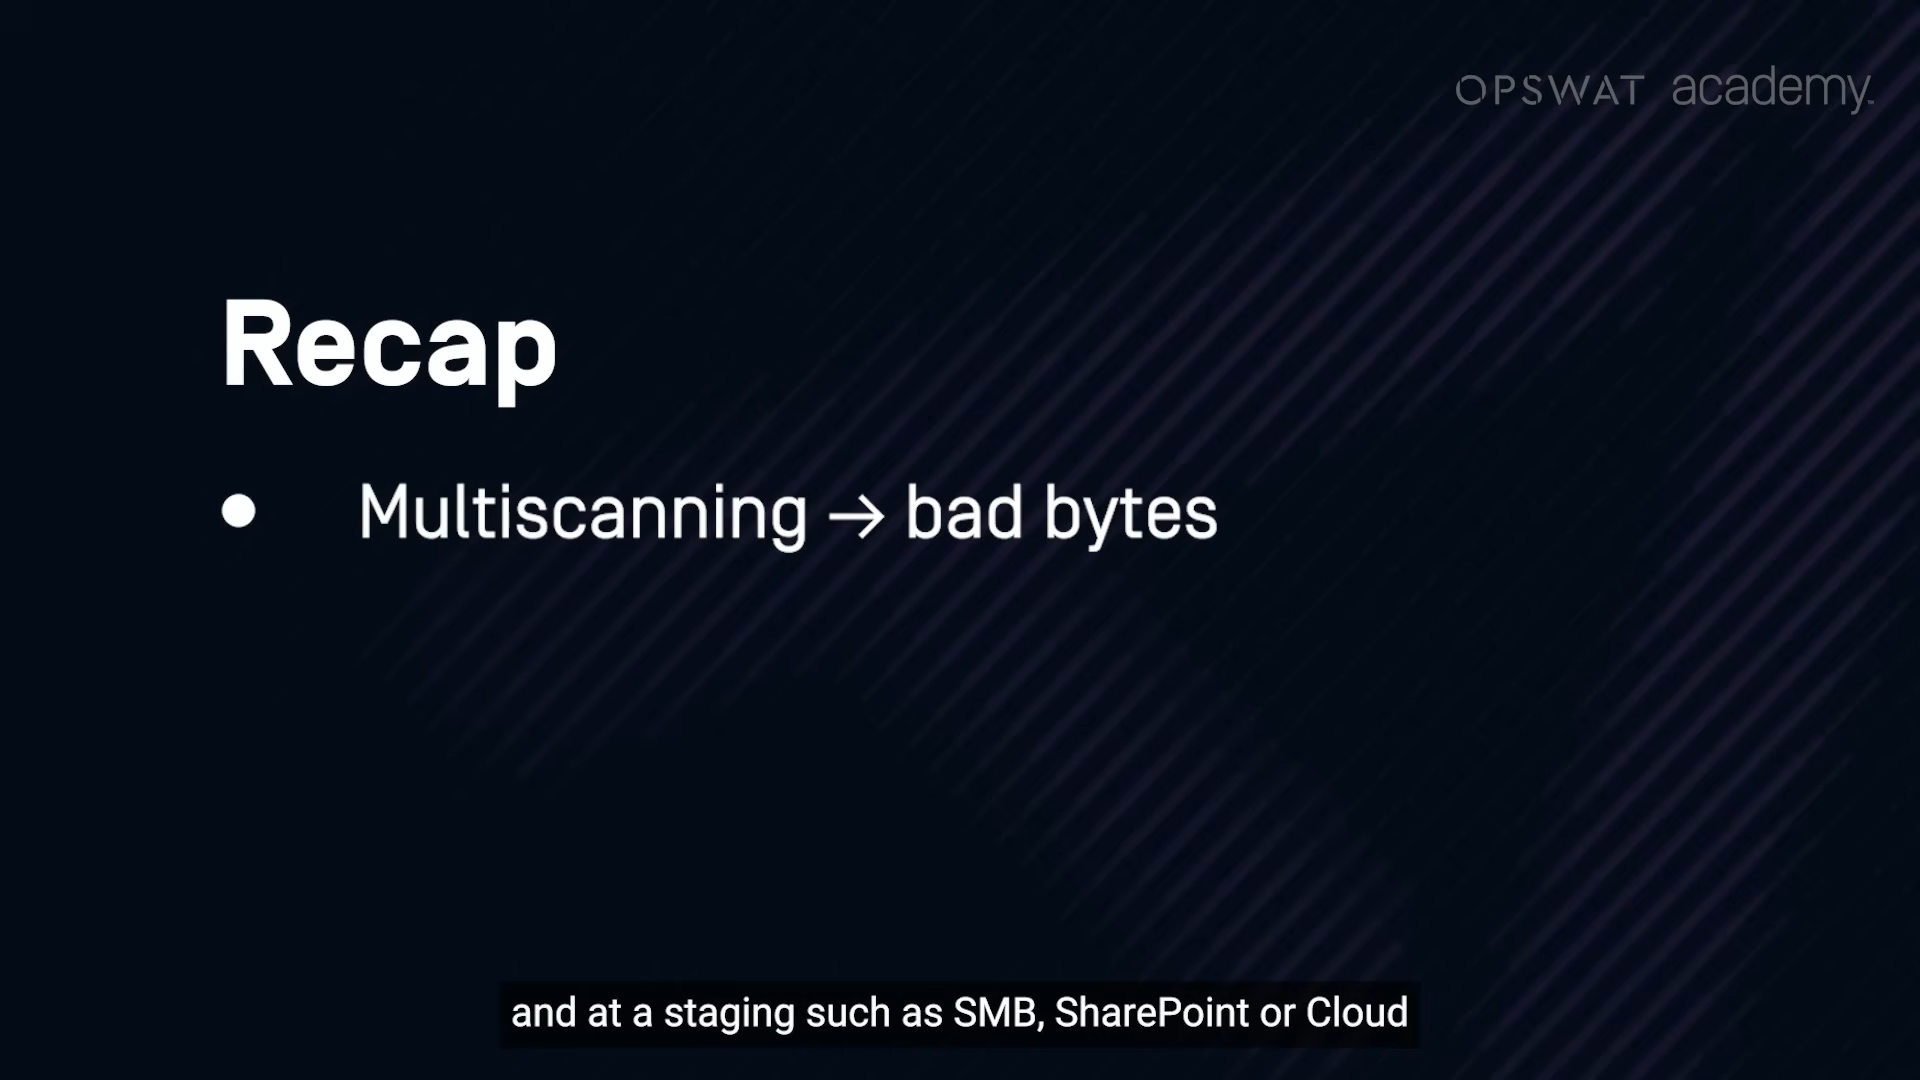 OPSWAT academy
Recap
• Multiscanning → bad bytes
and at a staging such as SMB, SharePoint or Cloud